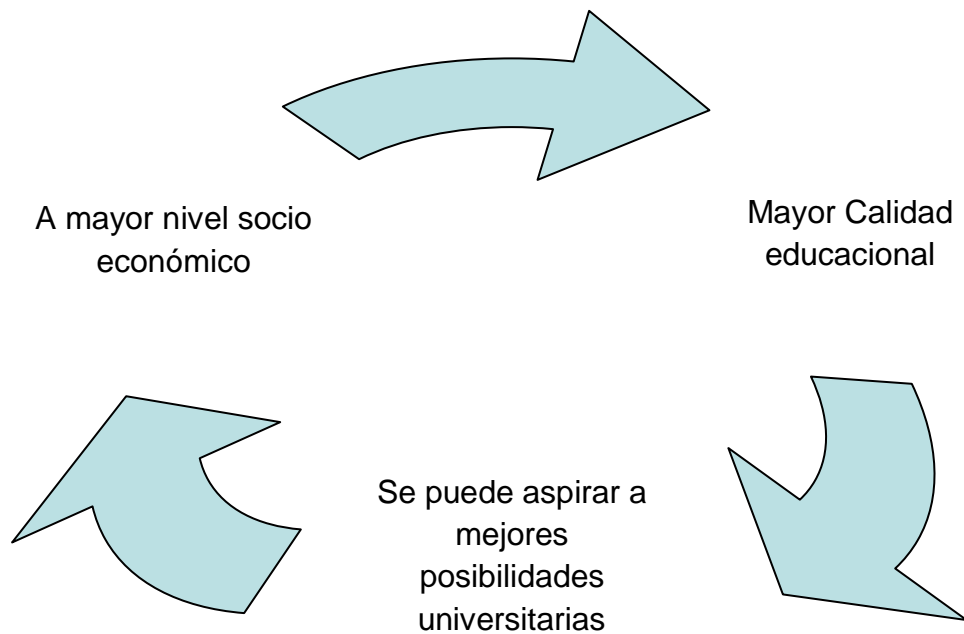 A mayor nivel socio
económico
Mayor Calidad
educacional
Se puede aspirar a
mejores
posibilidades
universitarias